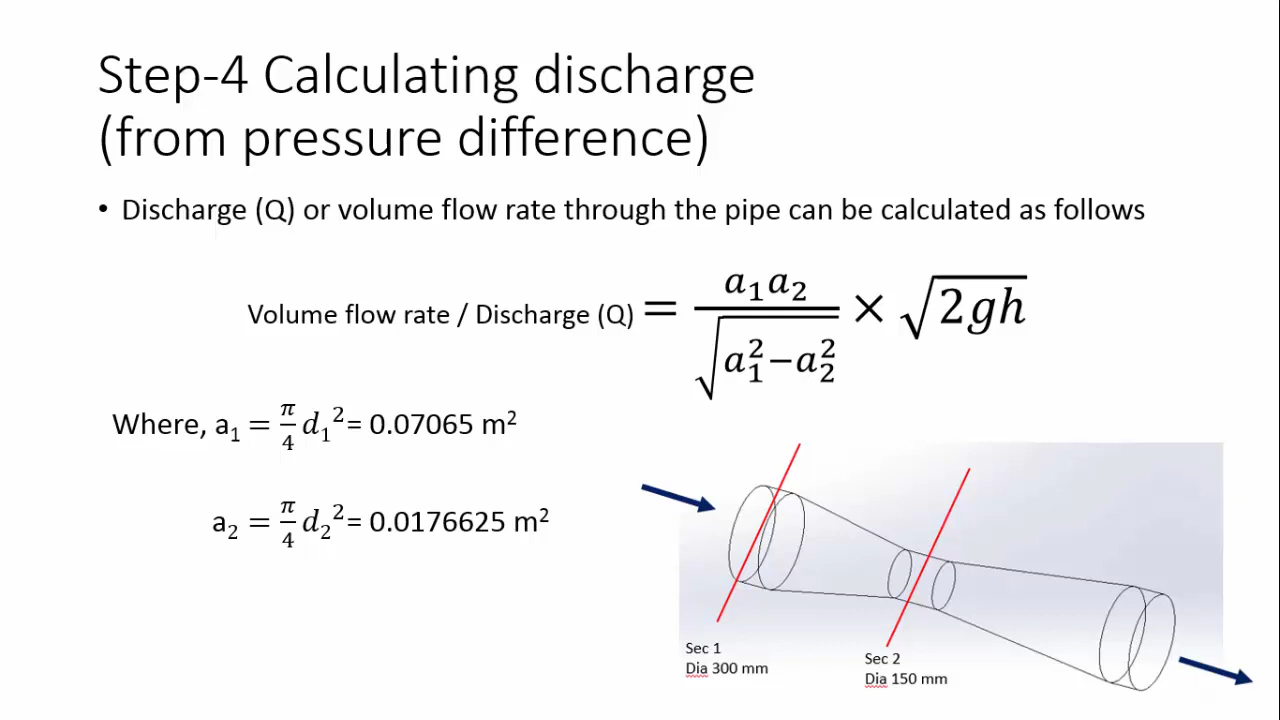 Step-4 Calculating discharge
(from pressure difference)
• Discharge (Q) or volume flow rate through the pipe can be calculated as follows
Volume flow rate / Discharge (Q) = a₁a₂ / √(a₁²−a₂²) × √2gh
Where, a₁ = π/4 d₁² = 0.07065 m²
a₂ = π/4 d₂² = 0.0176625 m²
Sec 1
Dia 300 mm
Sec 2
Dia 150 mm